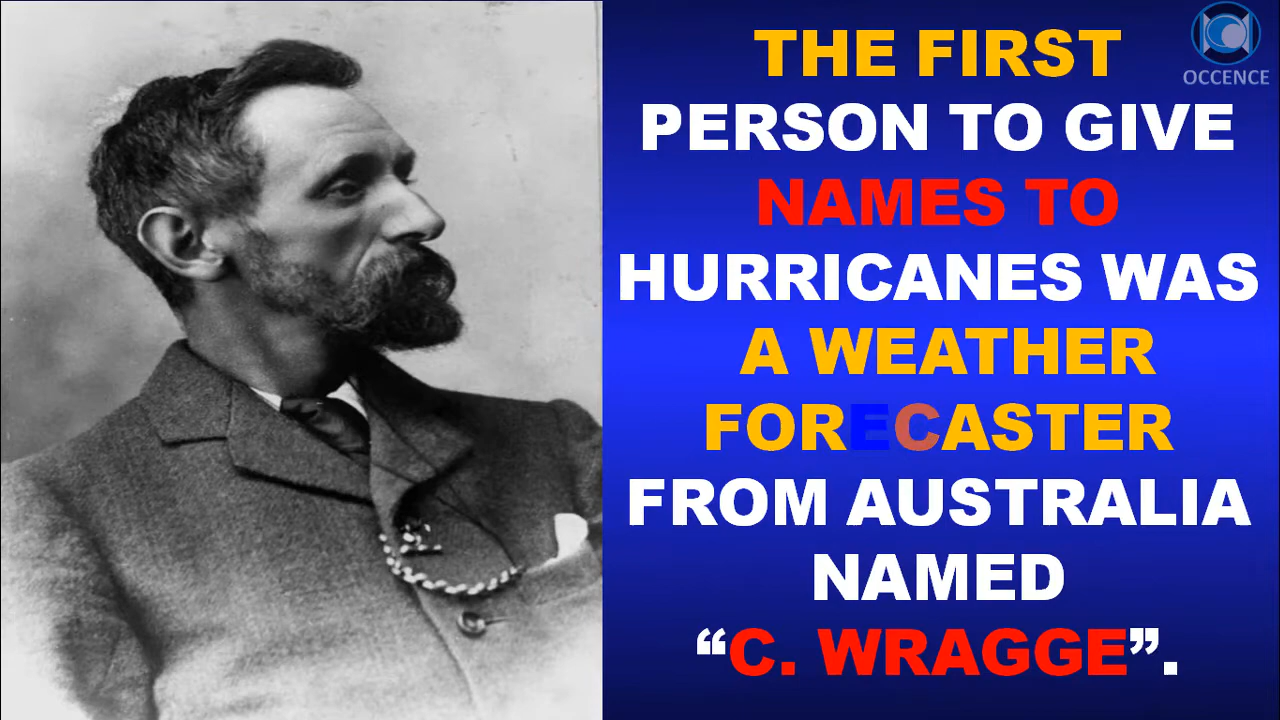 THE FIRST
PERSON TO GIVE
NAMES TO
HURRICANES WAS
A WEATHER
FORECASTER
FROM AUSTRALIA
NAMED
“C. WRAGGE”.
OCCENCE